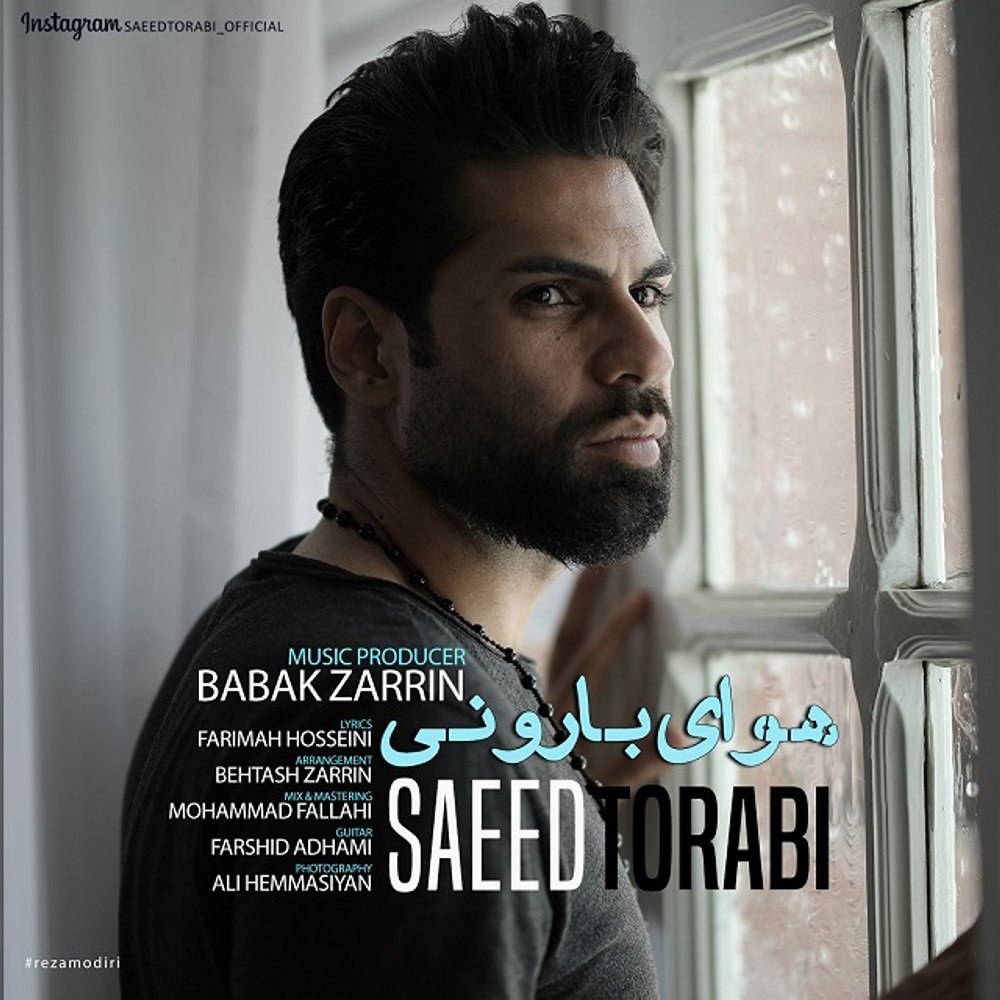 Instagram SAEEDTORABI_OFFICIAL
MUSIC PRODUCER
BABAK ZARRIN
LYRICS
FARIMAH HOSSEINI
ARRANGEMENT
BEHTASH ZARRIN
MIX & MASTERING
MOHAMMAD FALLAHI
GUITAR
FARSHID ADHAMI
PHOTOGRAPHY
ALI HEMMASIYAN
هوای بارونی
SAEED TORABI
#rezamodiri